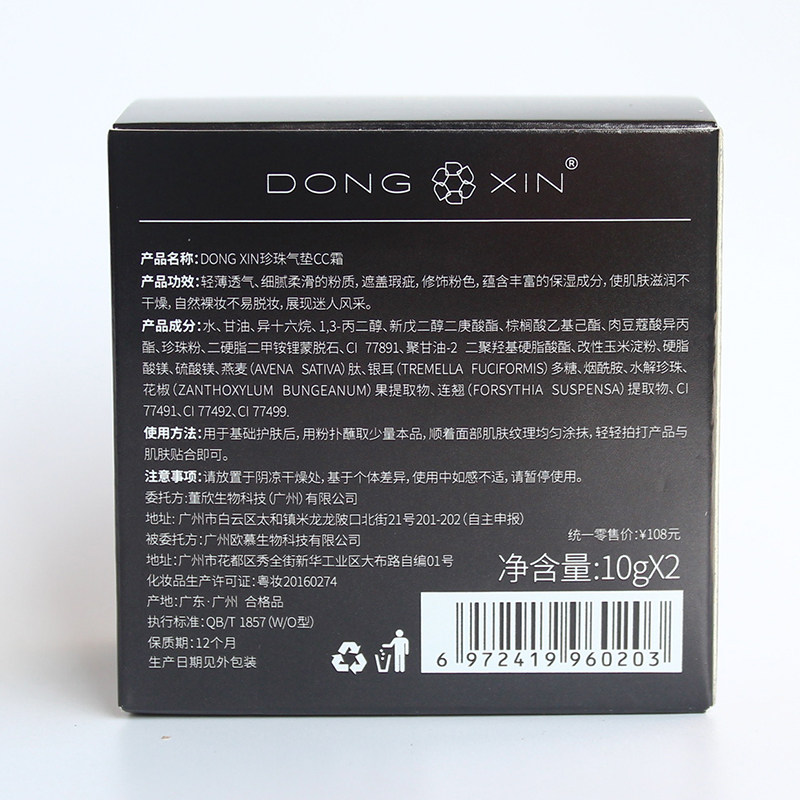 DONG XIN®
产品名称:DONG XIN珍珠气垫CC霜
产品功效:轻薄透气、细腻柔滑的粉质,遮盖瑕疵,修饰粉色,蕴含丰富的保湿成分,使肌肤滋润不
干燥,自然裸妆不易脱妆,展现迷人风采。
产品成分:水、甘油、异十六烷、1,3-丙二醇、新戊二醇二庚酸酯、棕榈酸乙基己酯、肉豆蔻酸异丙
酯、珍珠粉、二硬脂二甲铵锂蒙脱石、CI 77891、聚甘油-2 二聚羟基硬脂酸酯、改性玉米淀粉、硬脂
酸镁、硫酸镁、燕麦(AVENA SATIVA)肽、银耳(TREMELLA FUCIFORMIS)多糖、烟酰胺、水解珍珠、
花椒(ZANTHOXYLUM BUNGEANUM)果提取物、连翘(FORSYTHIA SUSPENSA)提取物、CI
77491、CI 77492、CI 77499.
使用方法:用于基础护肤后,用粉扑蘸取少量本品,顺着面部肌肤纹理均匀涂抹,轻轻拍打产品与
肌肤贴合即可。
注意事项:请放置于阴凉干燥处,基于个体差异,使用中如感不适,请暂停使用。
委托方:董欣生物科技(广州)有限公司
地址:广州市白云区太和镇米龙龙陂口北街21号201-202(自主申报)
被委托方:广州欧慕生物科技有限公司
地址:广州市花都区秀全街新华工业区大布路自编01号
化妆品生产许可证:粤妆20160274
产地:广东·广州 合格品
执行标准:QB/T 1857(W/O型)
保质期:12个月
生产日期见外包装
统一零售价:¥108元
净含量:10gX2
6 972419 960203